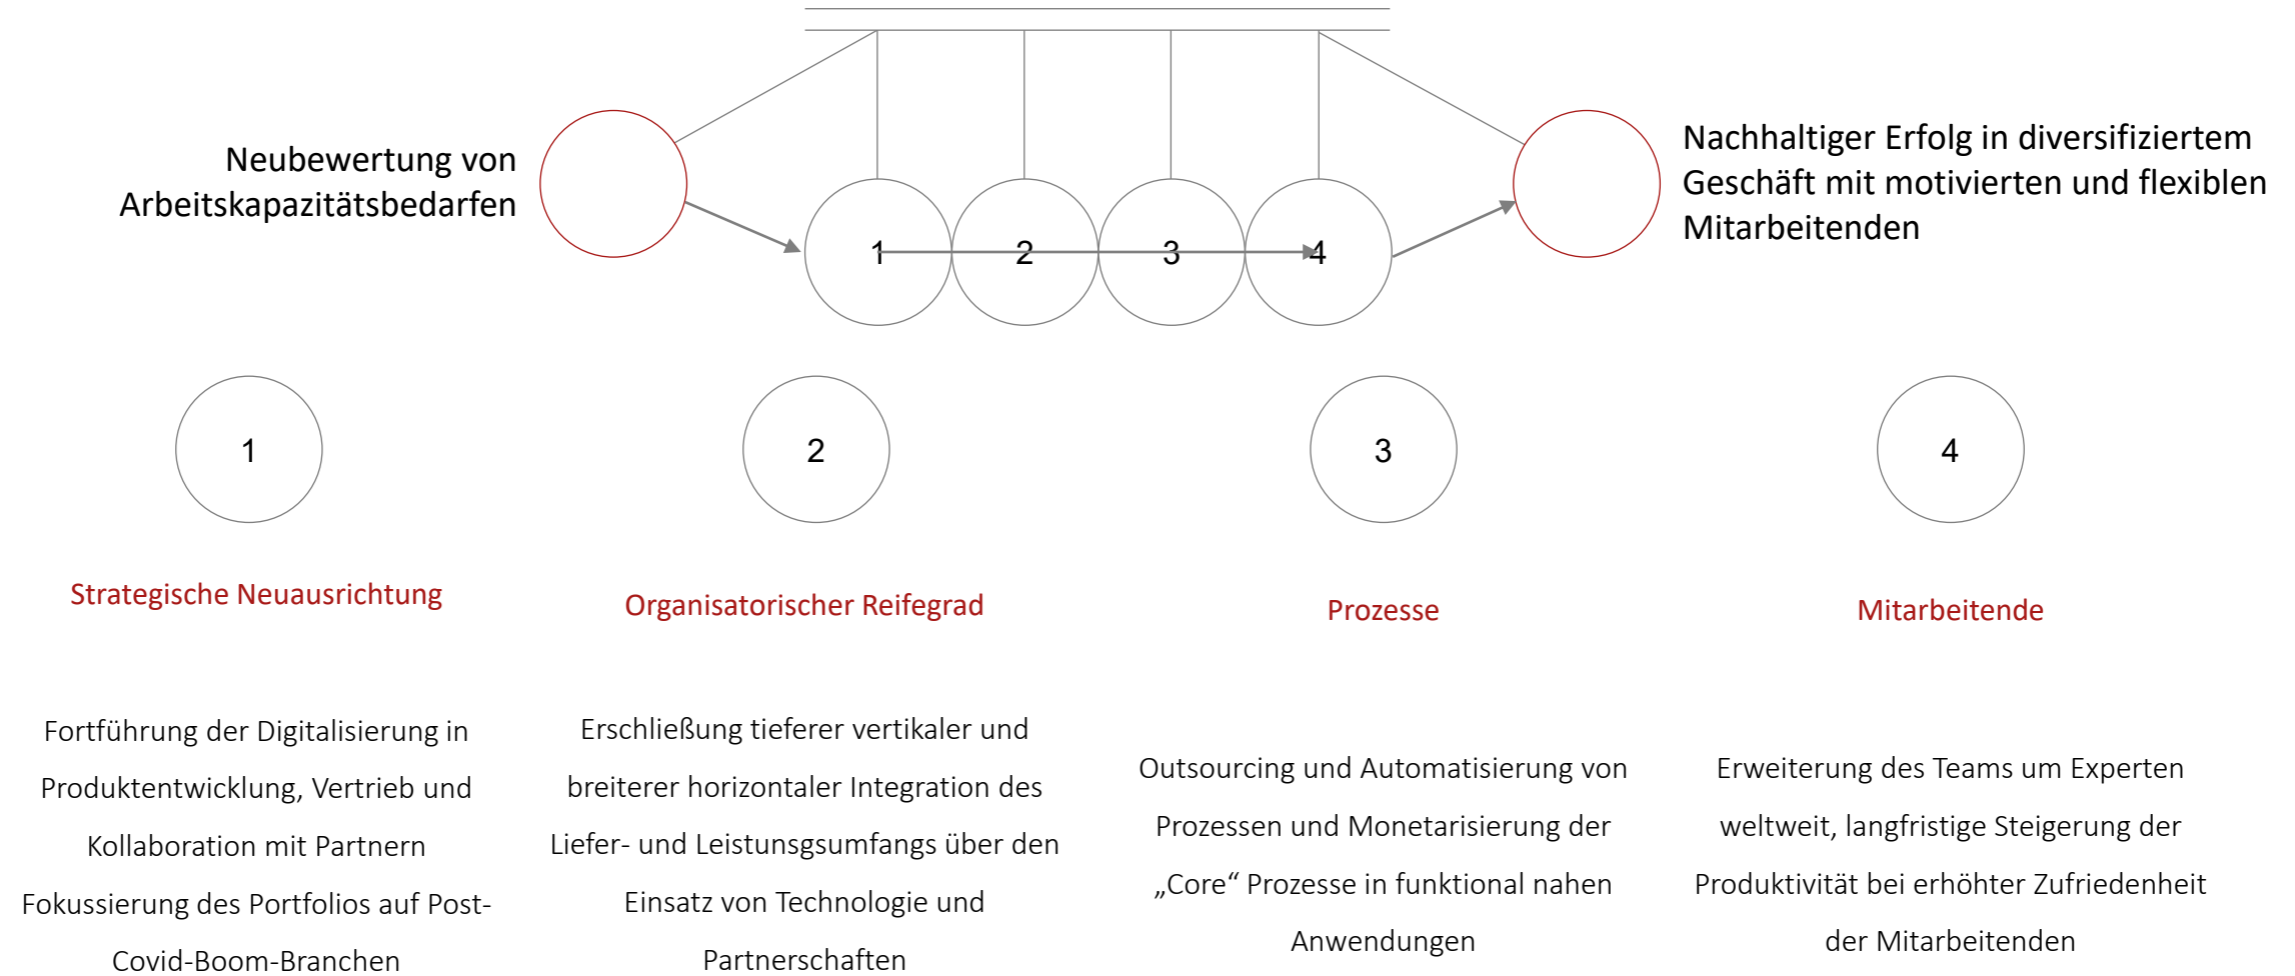 Neubewertung von
Arbeitskapazitätsbedarfen
1
2
3
4
Nachhaltiger Erfolg in diversifiziertem
Geschäft mit motivierten und flexiblen
Mitarbeitenden
1
Strategische Neuausrichtung
Fortführung der Digitalisierung in
Produktentwicklung, Vertrieb und
Kollaboration mit Partnern
Fokussierung des Portfolios auf Post-
Covid-Boom-Branchen
2
Organisatorischer Reifegrad
Erschließung tieferer vertikaler und
breiterer horizontaler Integration des
Liefer- und Leistunsgsumfangs über den
Einsatz von Technologie und
Partnerschaften
3
Prozesse
Outsourcing und Automatisierung von
Prozessen und Monetarisierung der
„Core“ Prozesse in funktional nahen
Anwendungen
4
Mitarbeitende
Erweiterung des Teams um Experten
weltweit, langfristige Steigerung der
Produktivität bei erhöhter Zufriedenheit
der Mitarbeitenden